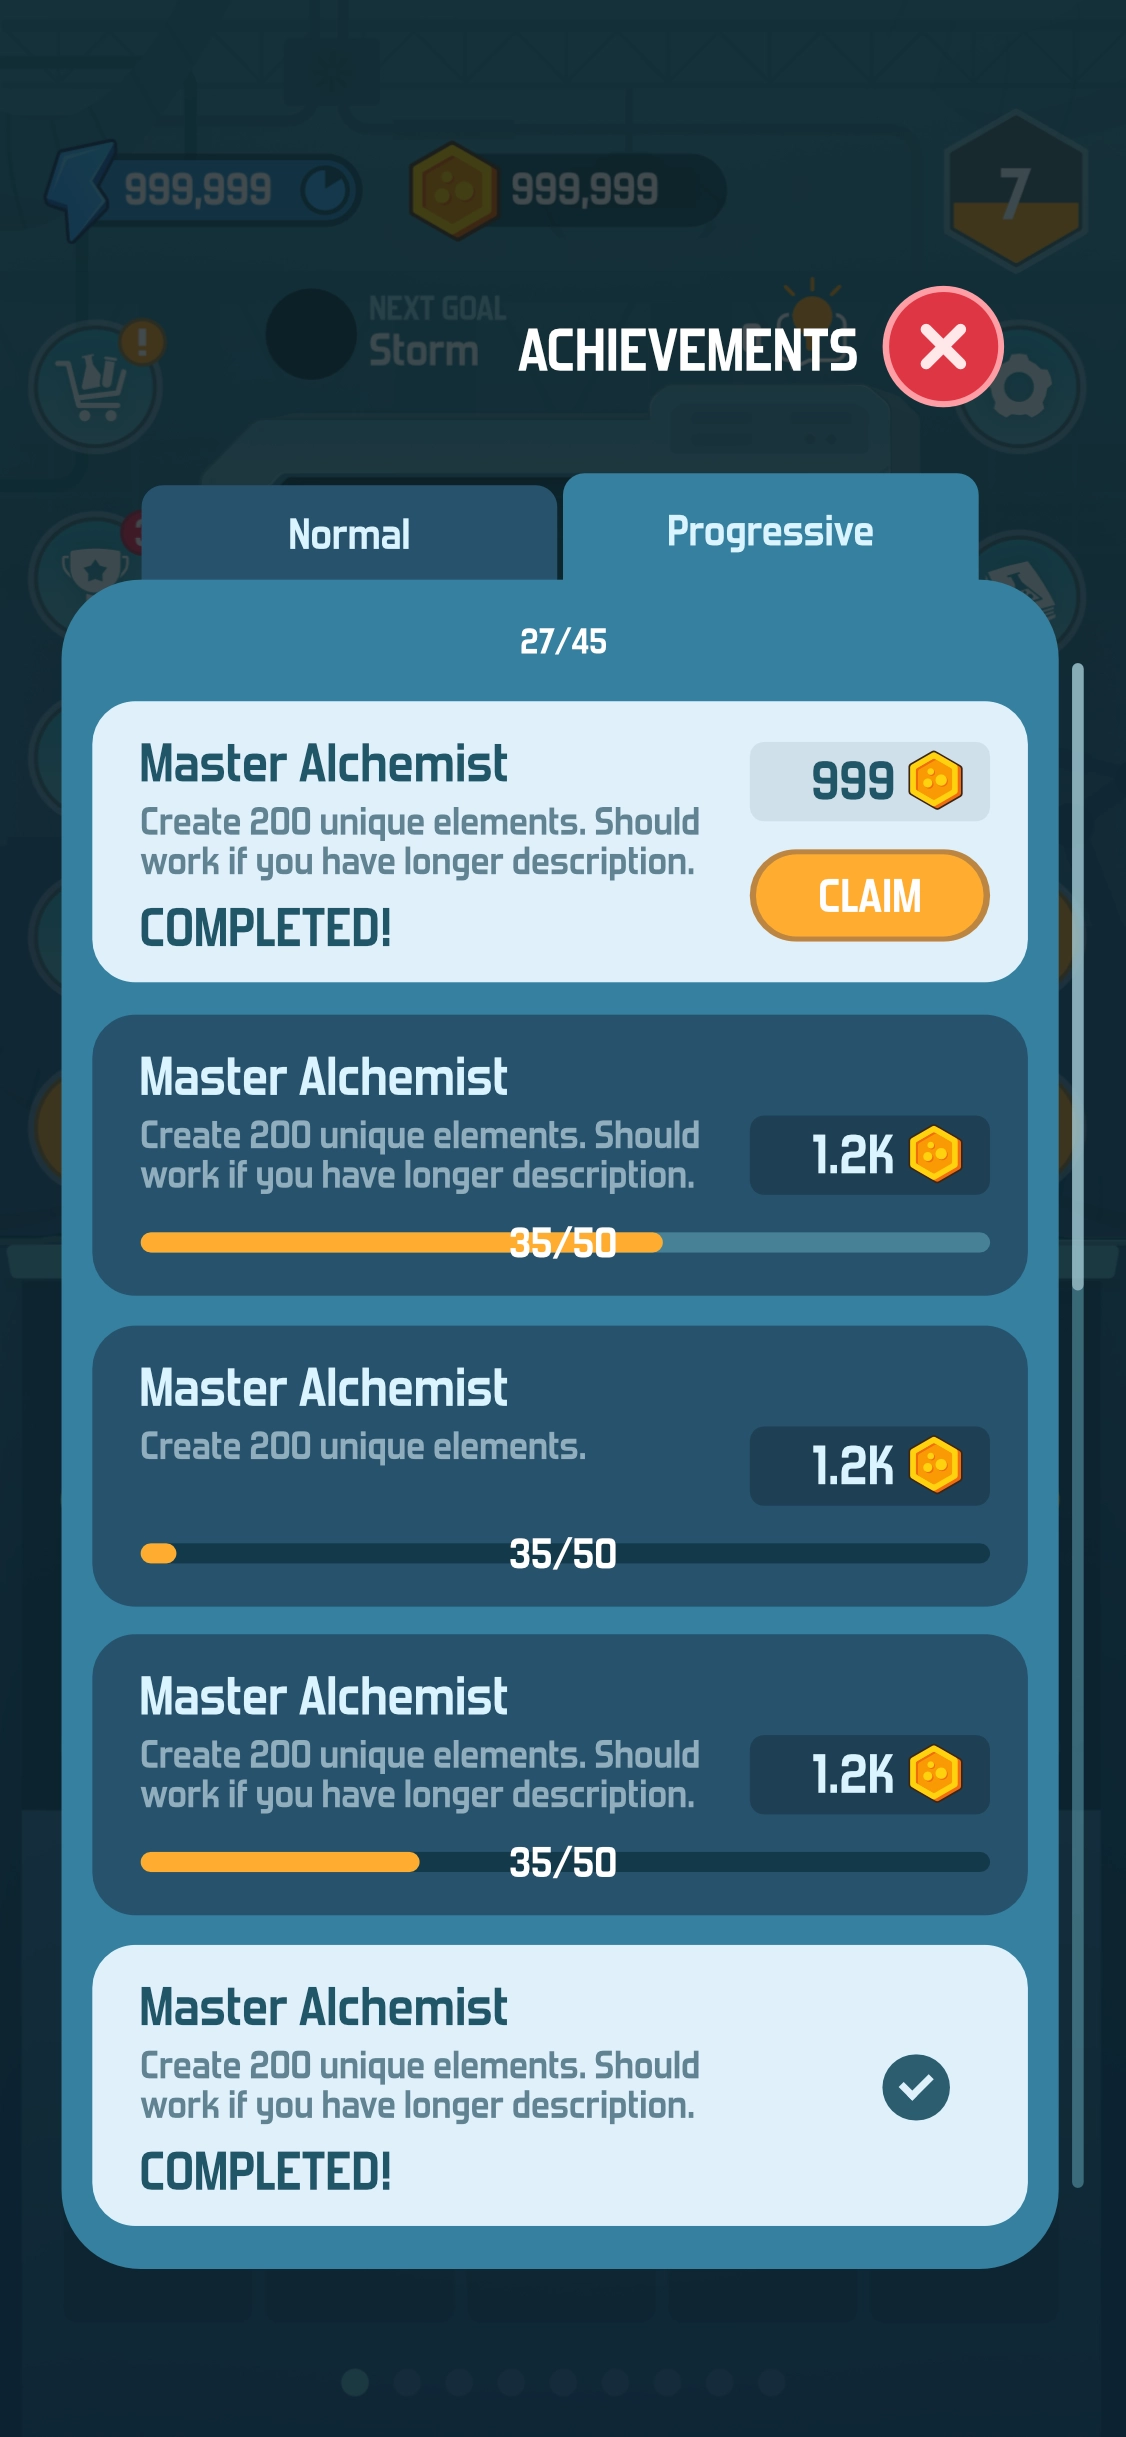 999,999
999,999
7
NEXT GOAL
Storm
!
ACHIEVEMENTS
Normal
Progressive
27/45
Master Alchemist
999
Create 200 unique elements. Should
work if you have longer description.
CLAIM
COMPLETED!
Master Alchemist
Create 200 unique elements. Should
work if you have longer description.
1.2K
35/50
Master Alchemist
Create 200 unique elements.
1.2K
35/50
Master Alchemist
Create 200 unique elements. Should
work if you have longer description.
1.2K
35/50
Master Alchemist
Create 200 unique elements. Should
work if you have longer description.
COMPLETED!